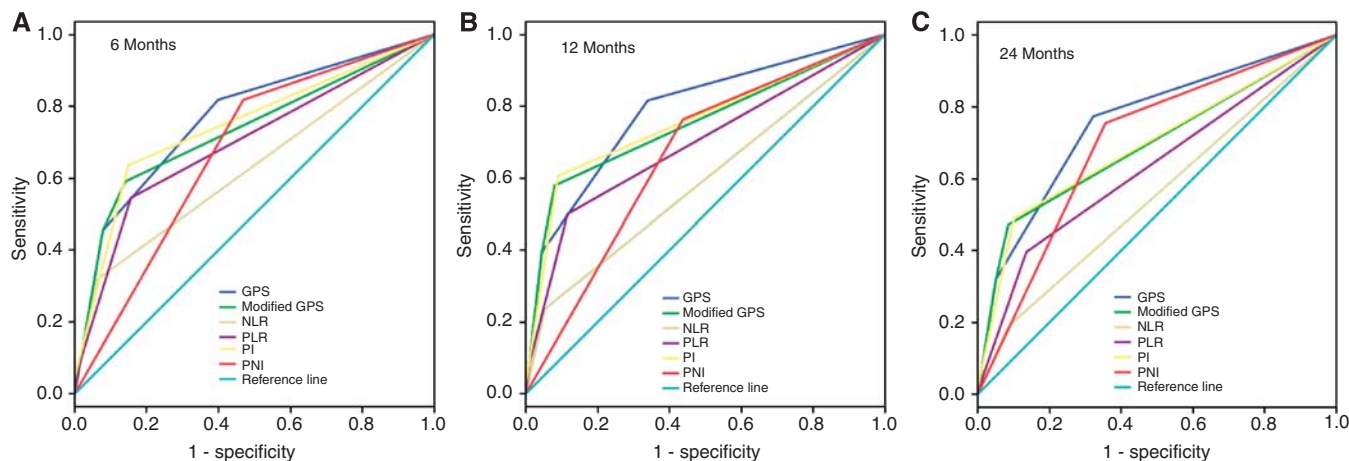 A
6 Months
Sensitivity
1.0
0.8
0.6
0.4
0.2
0.0
GPS
Modified GPS
NLR
PLR
PI
PNI
Reference line
0.0 0.2 0.4 0.6 0.8 1.0
1 - specificity
B
12 Months
Sensitivity
1.0
0.8
0.6
0.4
0.2
0.0
GPS
Modified GPS
NLR
PLR
PI
PNI
Reference line
0.0 0.2 0.4 0.6 0.8 1.0
1 - specificity
C
24 Months
Sensitivity
1.0
0.8
0.6
0.4
0.2
0.0
GPS
Modified GPS
NLR
PLR
PI
PNI
Reference line
0.0 0.2 0.4 0.6 0.8 1.0
1 - specificity